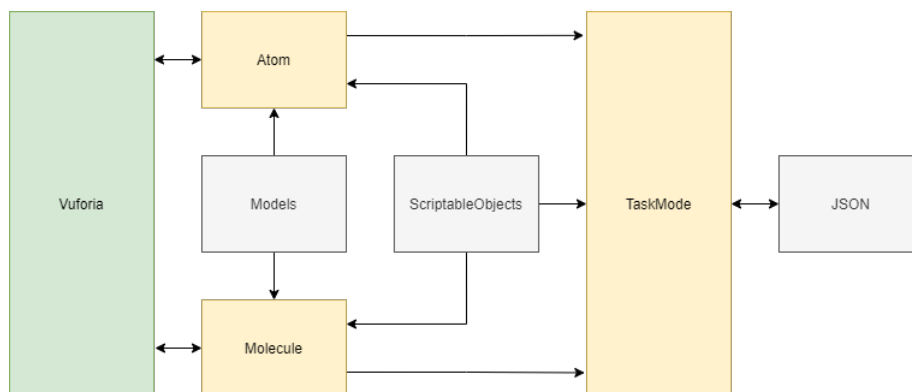 Atom
Vuforia
Models
ScriptableObjects
TaskMode
JSON
Molecule